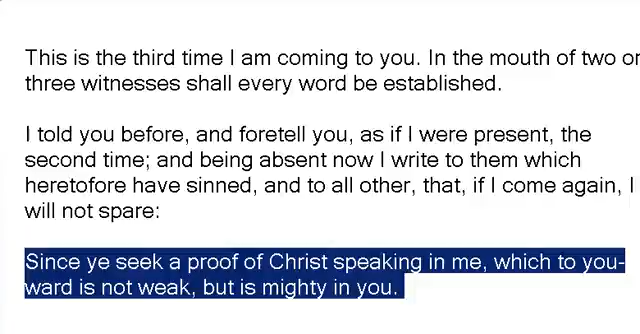 This is the third time I am coming to you. In the mouth of two or
three witnesses shall every word be established.
I told you before, and foretell you, as if I were present, the
second time; and being absent now I write to them which
heretofore have sinned, and to all other, that, if I come again, I
will not spare:
Since ye seek a proof of Christ speaking in me, which to you-
ward is not weak, but is mighty in you.